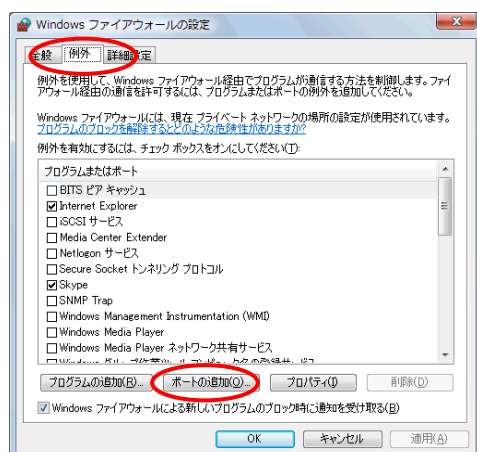 Windows ファイアウォールの設定
全般 例外 詳細設定
例外を使用して、Windows ファイアウォール経由でプログラムが通信する方法を制御します。ファイ
アウォール経由の通信を許可するには、プログラムまたはポートの例外を追加してください。
Windows ファイアウォールには、現在 プライベート ネットワークの場所の設定が使用されています。
プログラムのブロックを解除するとどのような危険性がありますか?
例外を有効にするには、チェック ボックスをオンにしてください(T):
プログラムまたはポート
BITS ピア キャッシュ
Internet Explorer
iSCSI サービス
Media Center Extender
Netlogon サービス
Secure Socket トンネリング プロトコル
Skype
SNMP Trap
Windows Management Instrumentation (WMI)
Windows Media Player
Windows Media Player ネットワーク共有サービス
プログラムの追加(R)... ポートの追加(O)... プロパティ(I) 削除(D)
Windows ファイアウォールによる新しいプログラムのブロック時に通知を受け取る(B)
OK キャンセル 適用(A)